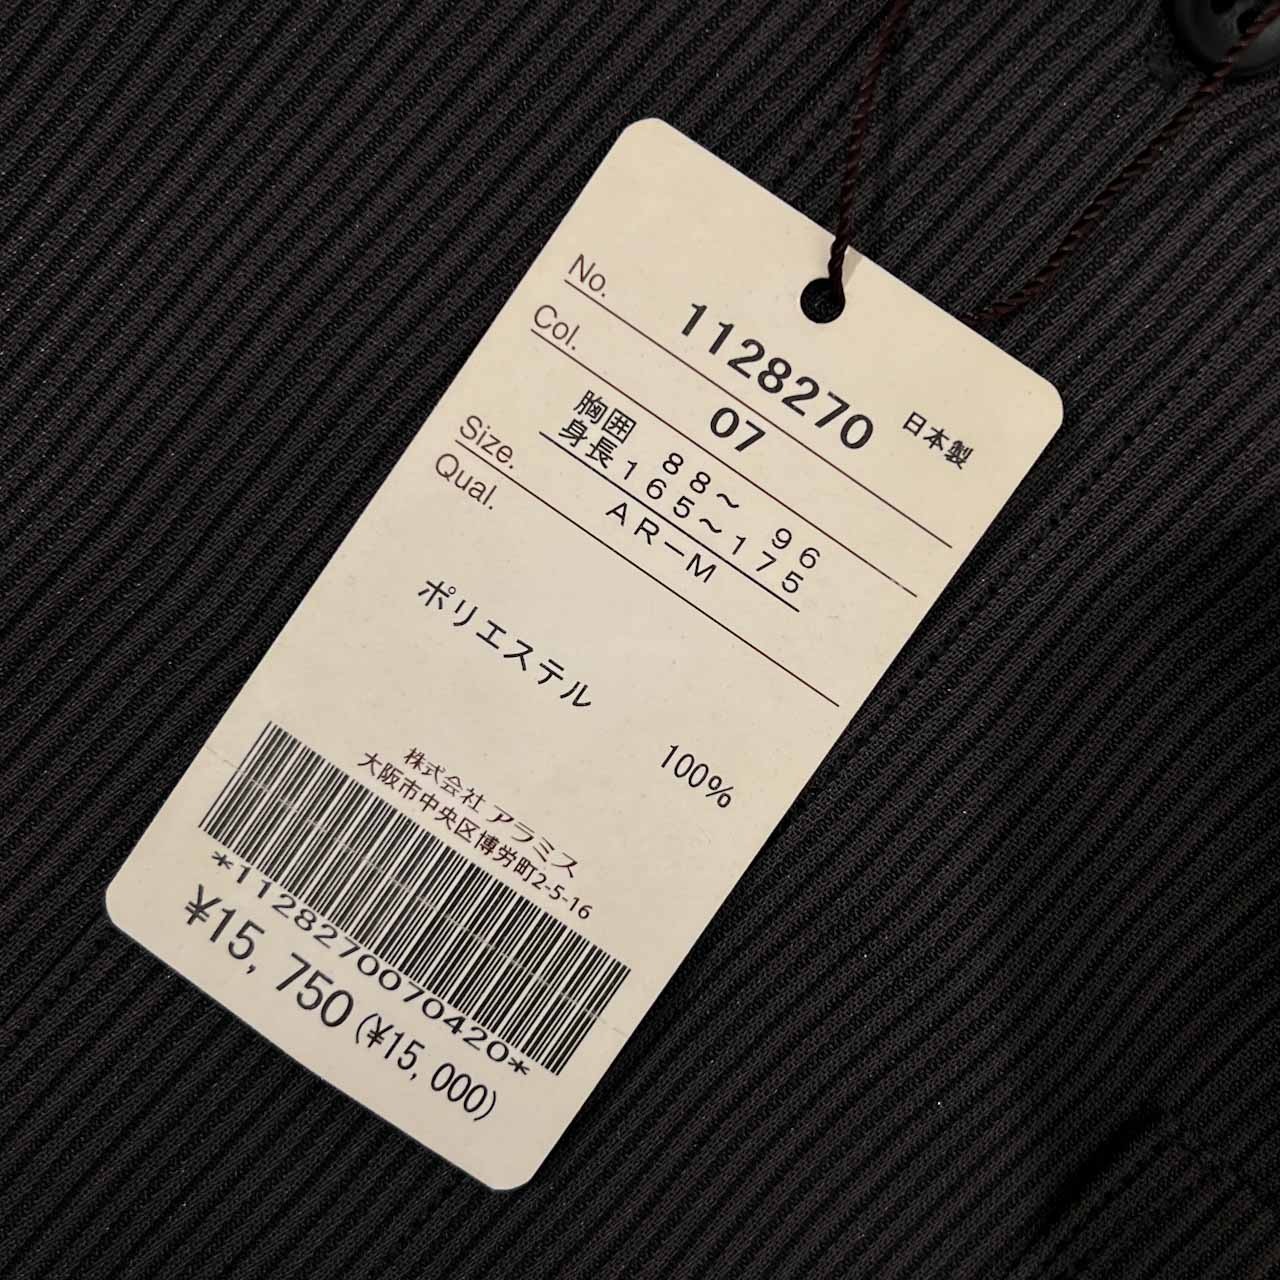 No. 1128270 日本製
Col. 07
胸囲 88～ 96
身長 165～175
Size. AR－M
Qual.
ポリエステル 100%
株式会社 アラミス
大阪市中央区博労町2-5-16
*1128270070420*
¥15,750(¥15,000)